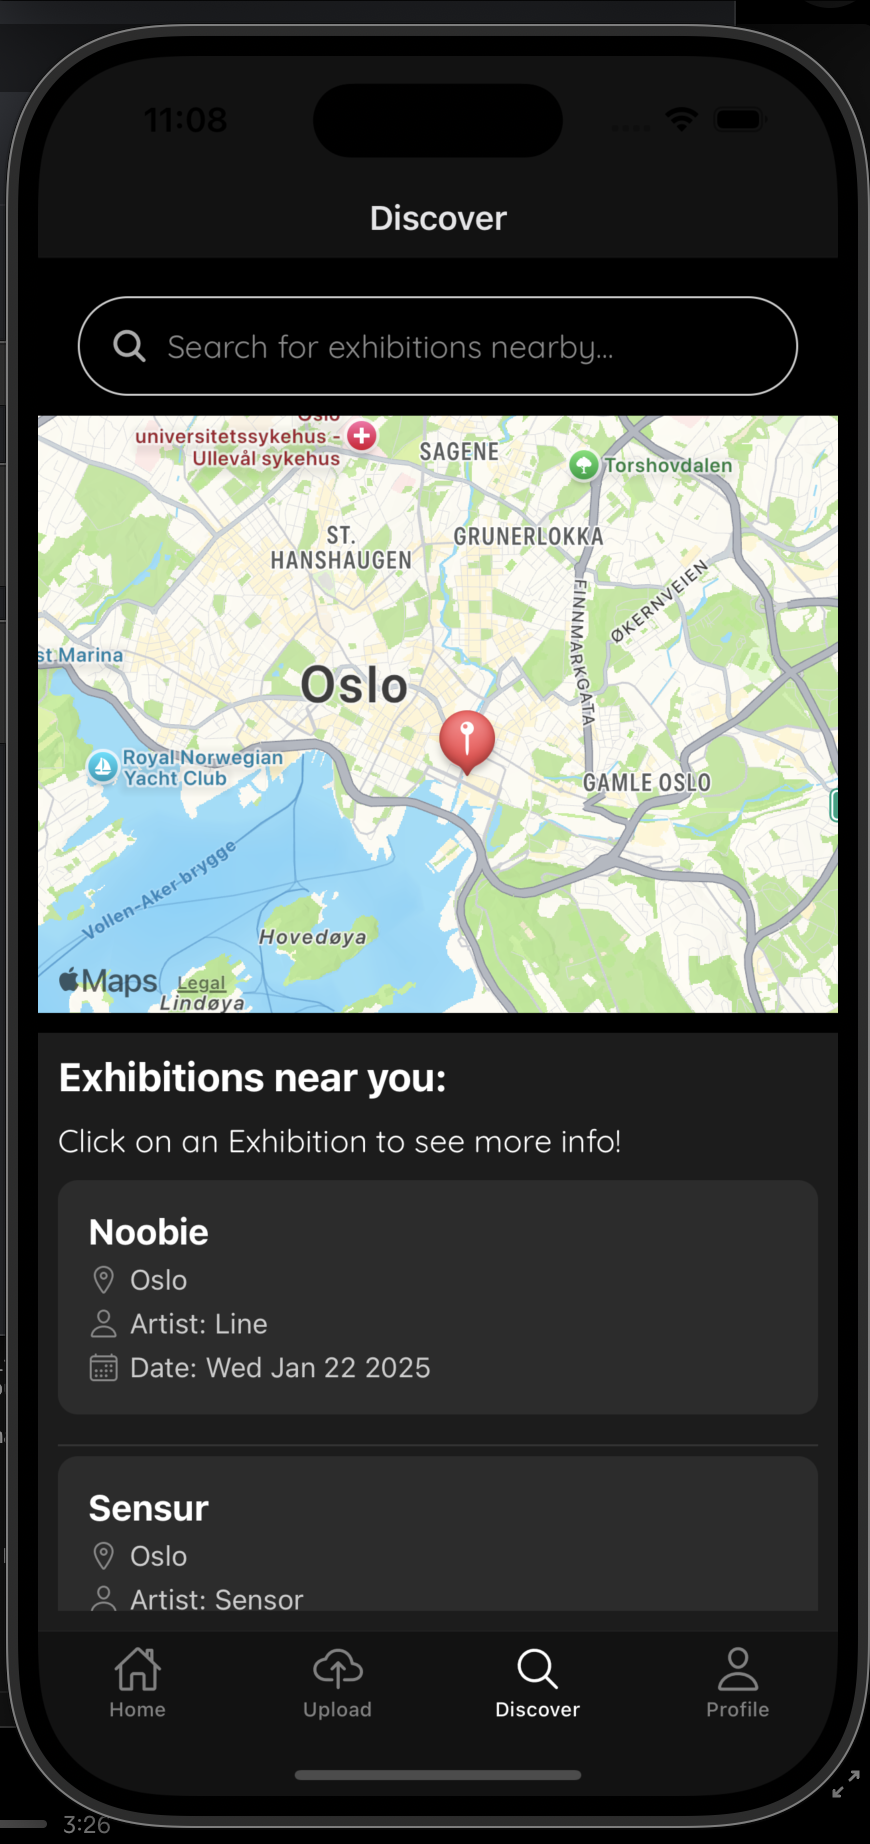 11:08
Discover
Search for exhibitions nearby...
Oslo
universitetssykehus -
Ullevål sykehus
SAGENE
Torshovdalen
ST.
HANSHAUGEN
GRUNERLOKKA
FINNMARKGATA
ØKERNVEIEN
st Marina
Oslo
Royal Norwegian
Yacht Club
GAMLE OSLO
Vollen-Aker brygge
Hovedøya
Maps
Legal
Lindøya
Exhibitions near you:
Click on an Exhibition to see more info!
Noobie
Oslo
Artist: Line
Date: Wed Jan 22 2025
Sensur
Oslo
Artist: Sensor
Home
Upload
Discover
Profile
3:26